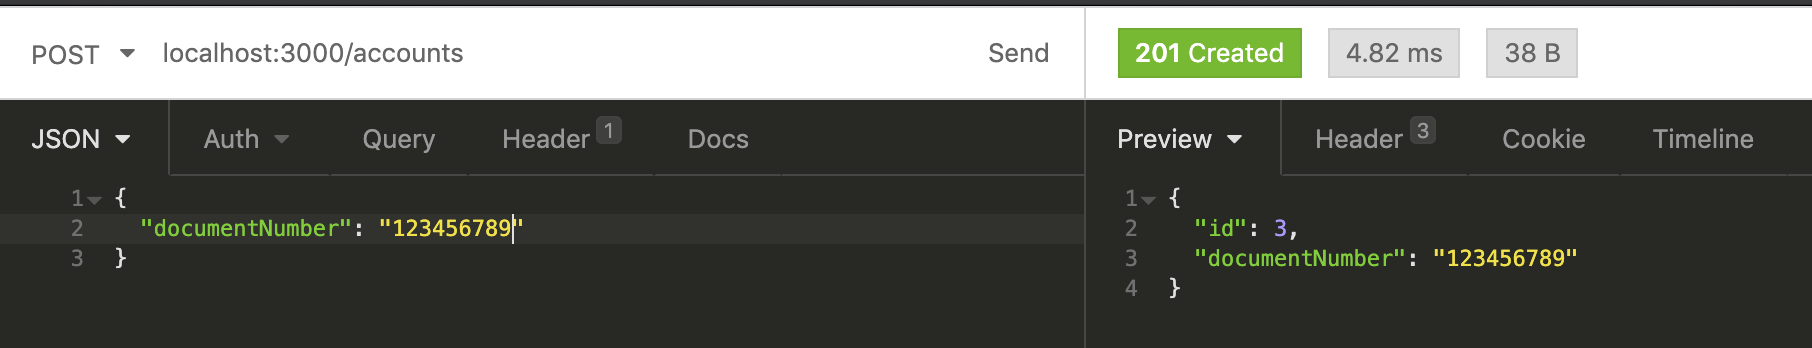 POST localhost:3000/accounts Send 201 Created 4.82 ms 38 B
JSON Auth Query Header 1 Docs Preview Header 3 Cookie Timeline
1 {
2 "documentNumber": "123456789"
3 }
1 {
2 "id": 3,
3 "documentNumber": "123456789"
4 }